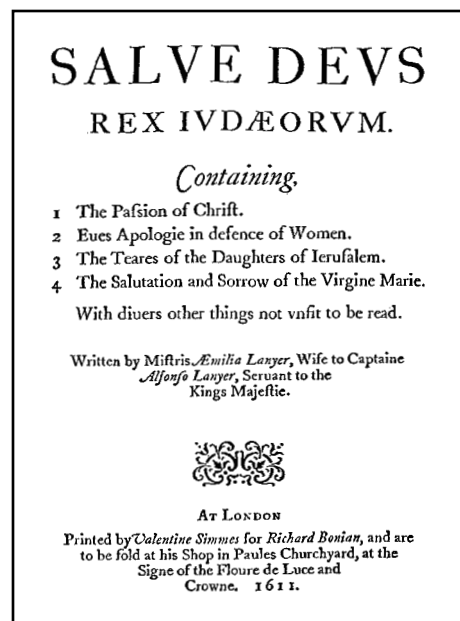 SALVE DEVS
REX IVDÆORVM.
Containing,
1 The Paſsion of Chriſt.
2 Eues Apologie in defence of Women.
3 The Teares of the Daughters of Ieruſalem.
4 The Salutation and Sorrow of the Virgine Marie.
With diuers other things not vnfit to be read.
Written by Miſtris Æmilia Lanyer, Wife to Captaine
Alfonſo Lanyer, Seruant to the
Kings Majeſtie.
AT LONDON
Printed by Valentine Simmes for Richard Bonian, and are
to be ſold at his Shop in Paules Churchyard, at the
Signe of the Floure de Luce and
Crowne. 1611.